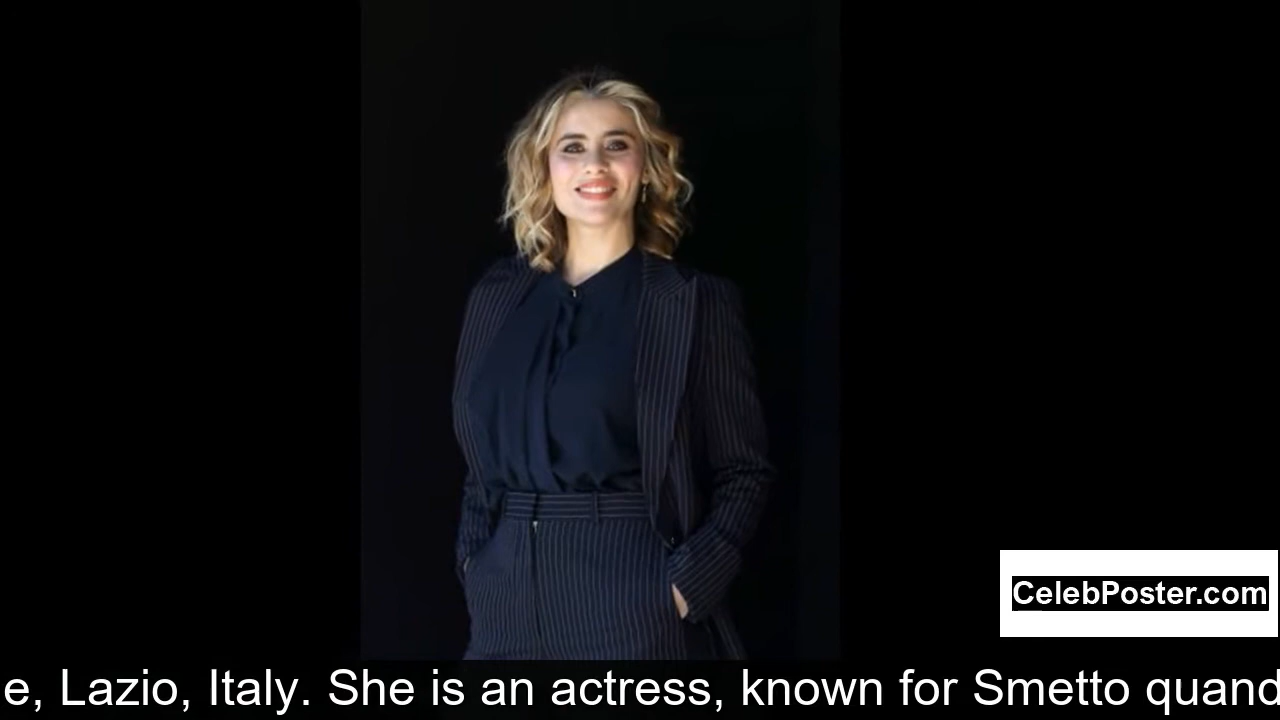 CelebPoster.com
e, Lazio, Italy. She is an actress, known for Smetto quand